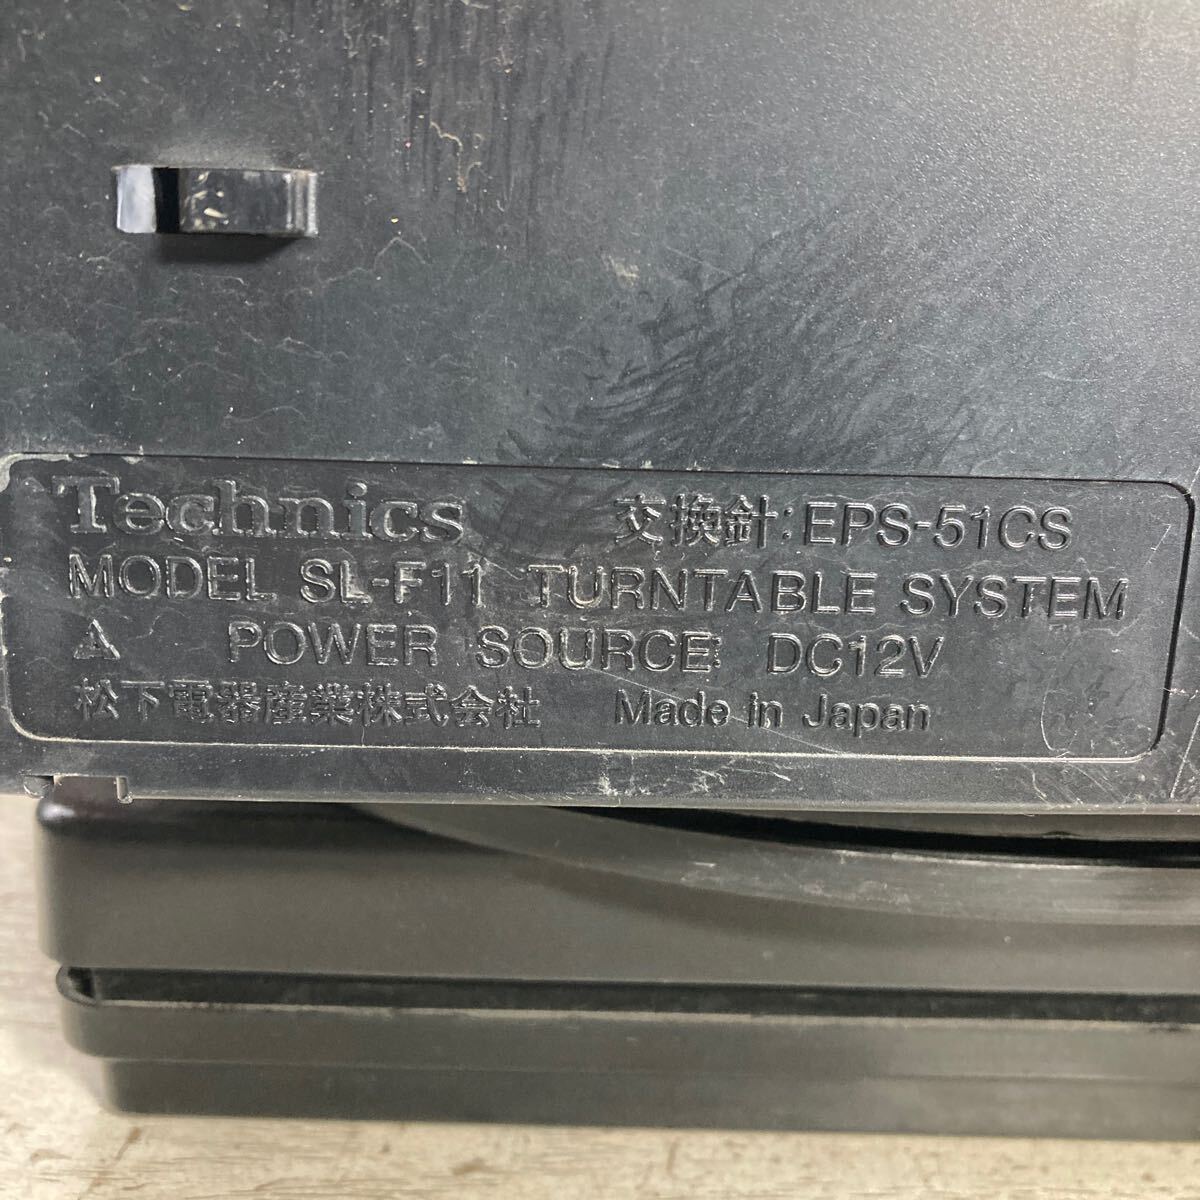 Technics 交換針:EPS-51CS
MODEL SL-F11 TURNTABLE SYSTEM
⚠ POWER SOURCE: DC12V
松下電器産業株式会社 Made in Japan